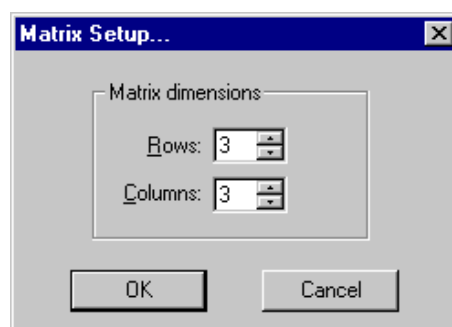 Matrix Setup...
Matrix dimensions
Rows: 3
Columns: 3
OK Cancel